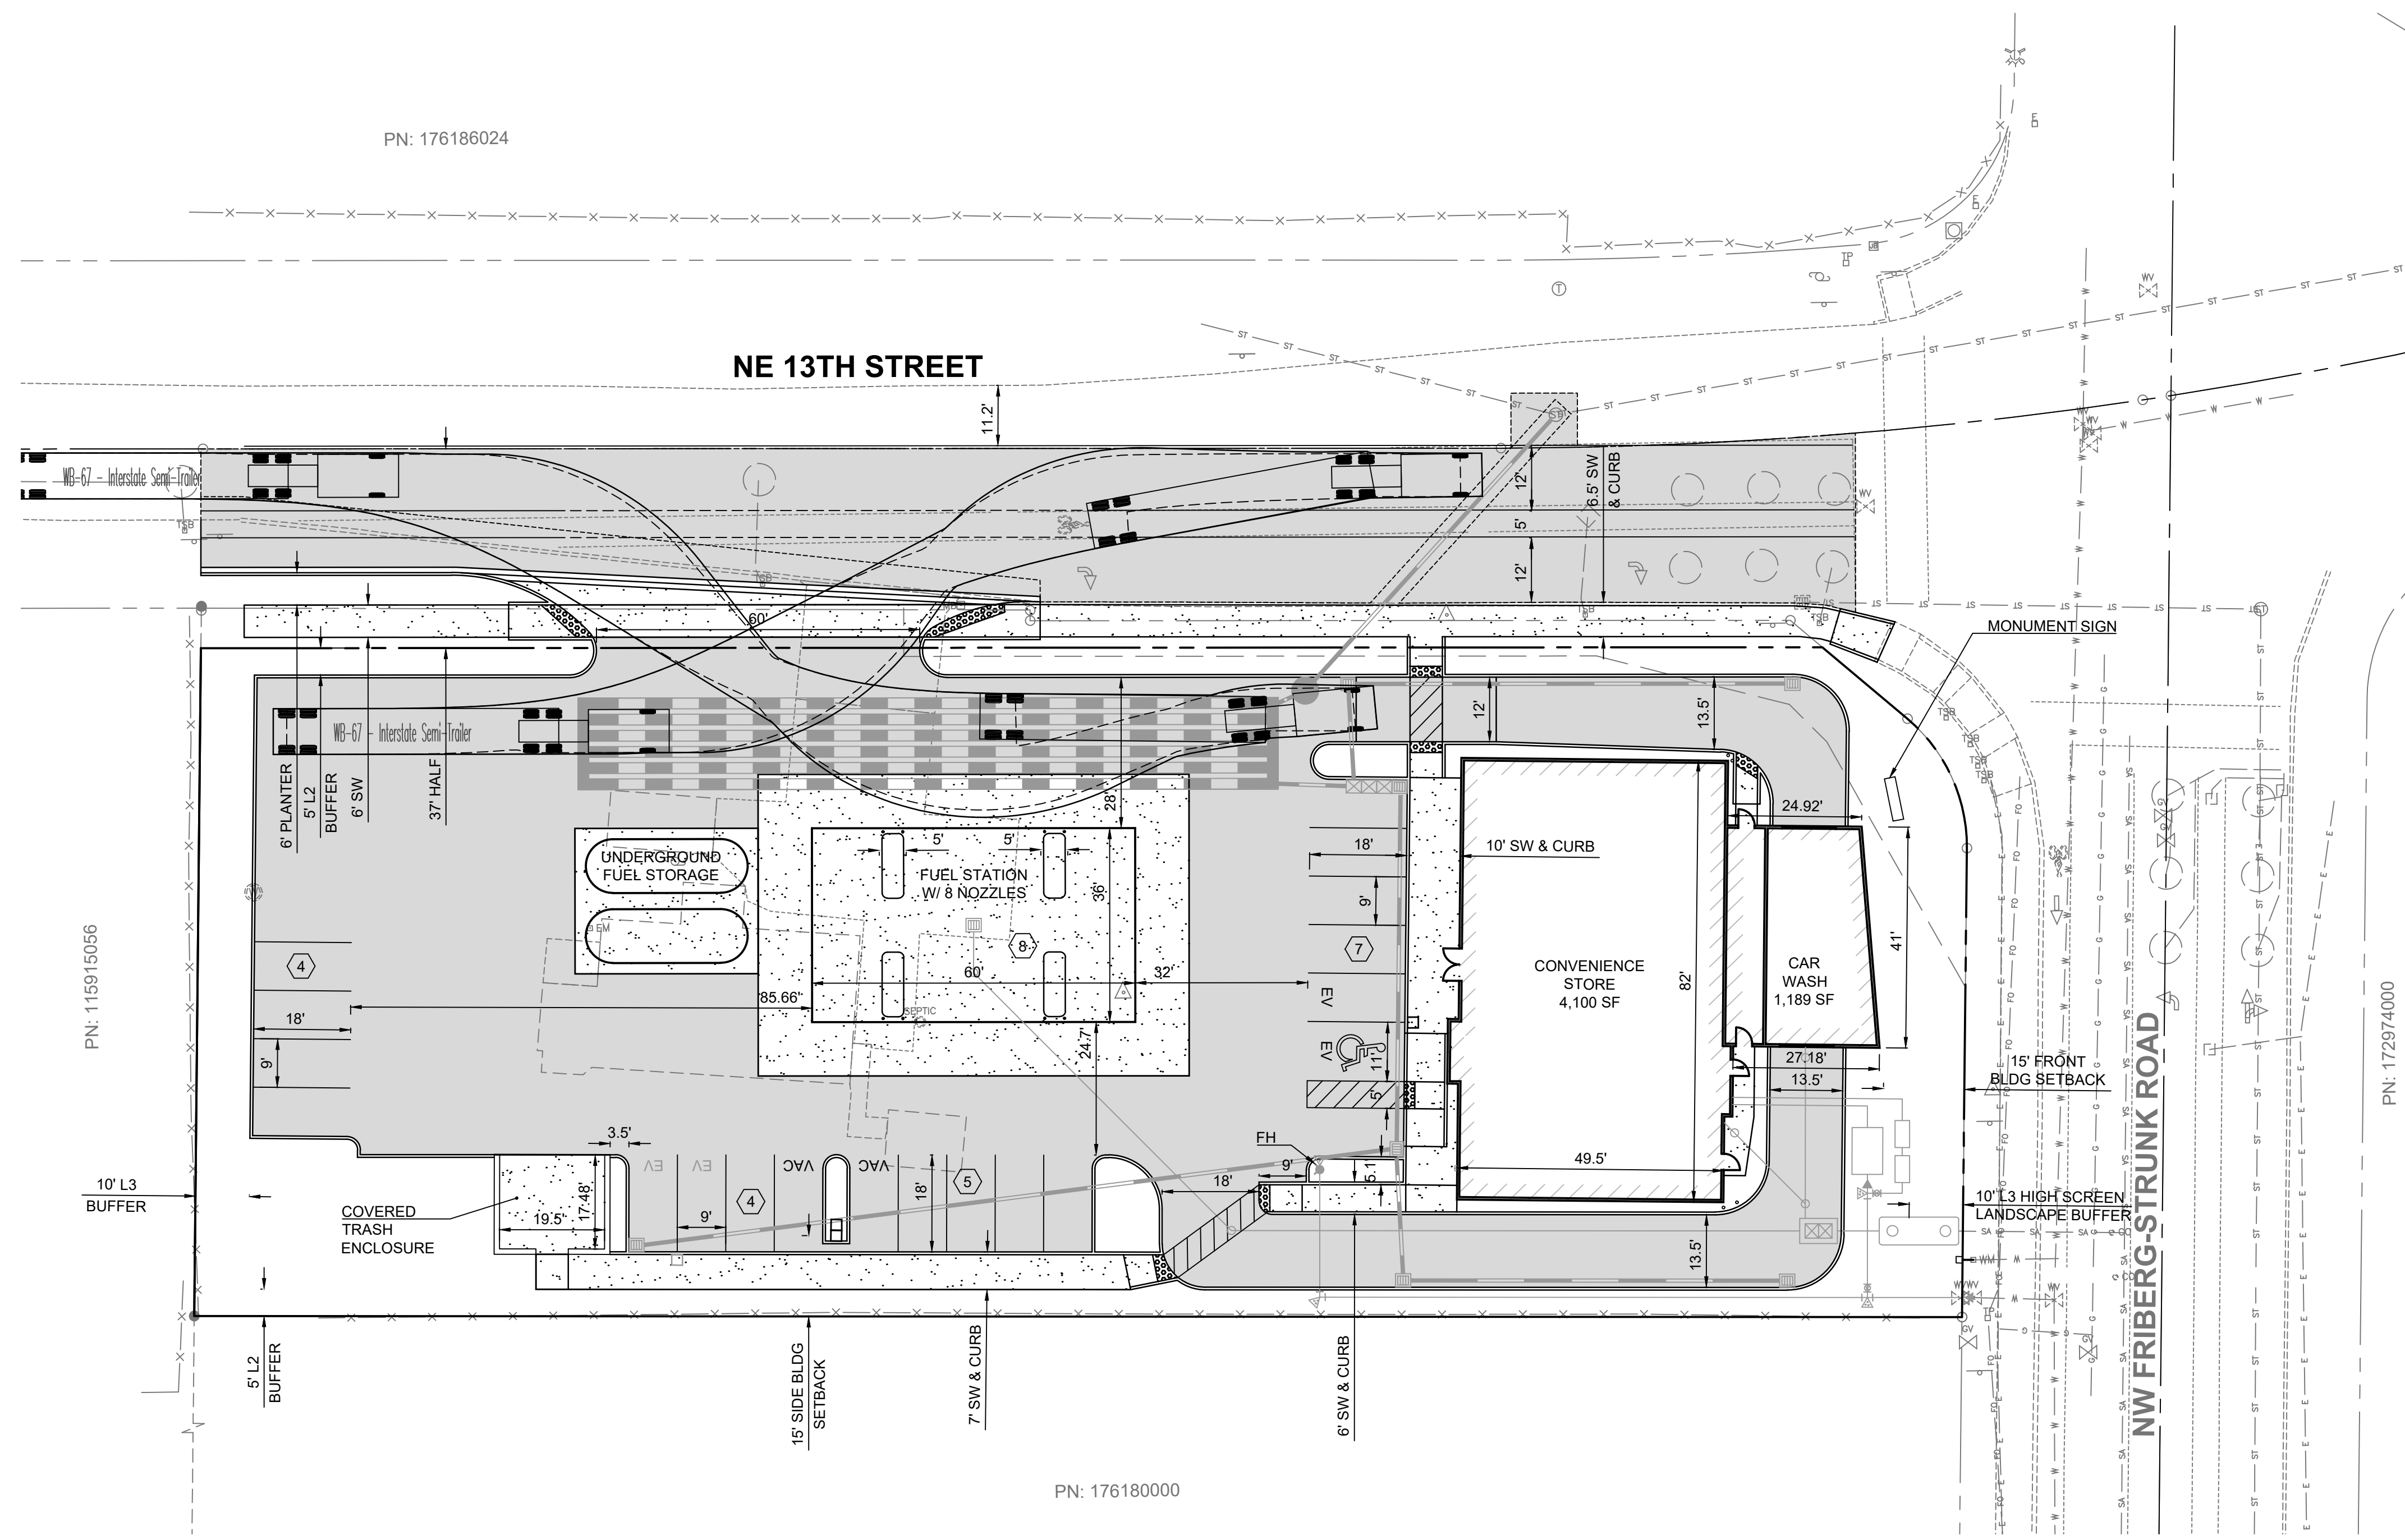 PN: 176186024
NE 13TH STREET
11.2'
WB-67 - Interstate Semi-Trailer
12'
5'
12'
6.5' SW
& CURB
60'
MONUMENT SIGN
WB-67 - Interstate Semi-Trailer
6' PLANTER
5' L2
BUFFER
6' SW
37' HALF
28'
12'
13.5'
24.92'
UNDERGROUND
FUEL STORAGE
5'
5'
FUEL STATION
W/ 8 NOZZLES
36'
8
60'
32'
18'
9'
7
10' SW & CURB
CONVENIENCE
STORE
4,100 SF
82'
CAR
WASH
1,189 SF
41'
4
85.66'
18'
9'
SEPTIC
EM
24.7'
EV
EV
11'
5'
27.18'
13.5'
15' FRONT
BLDG SETBACK
PN: 115915056
PN: 172974000
NW FRIBERG-STRUNK ROAD
3.5'
EV
EV
VAC
VAC
4
5
9'
18'
17.48'
19.5'
FH
9'
5.1'
18'
49.5'
13.5'
10' L3
BUFFER
COVERED
TRASH
ENCLOSURE
10' L3 HIGH SCREEN
LANDSCAPE BUFFER
5' L2
BUFFER
15' SIDE BLDG
SETBACK
7' SW & CURB
6' SW & CURB
PN: 176180000